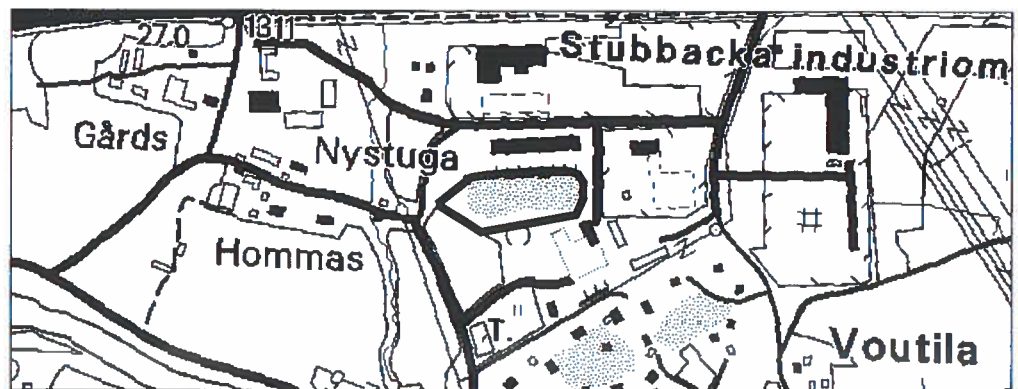 27.0
1311
Stubbacka industriom
Gårds
Nystuga
Hommas
T.
Voutila